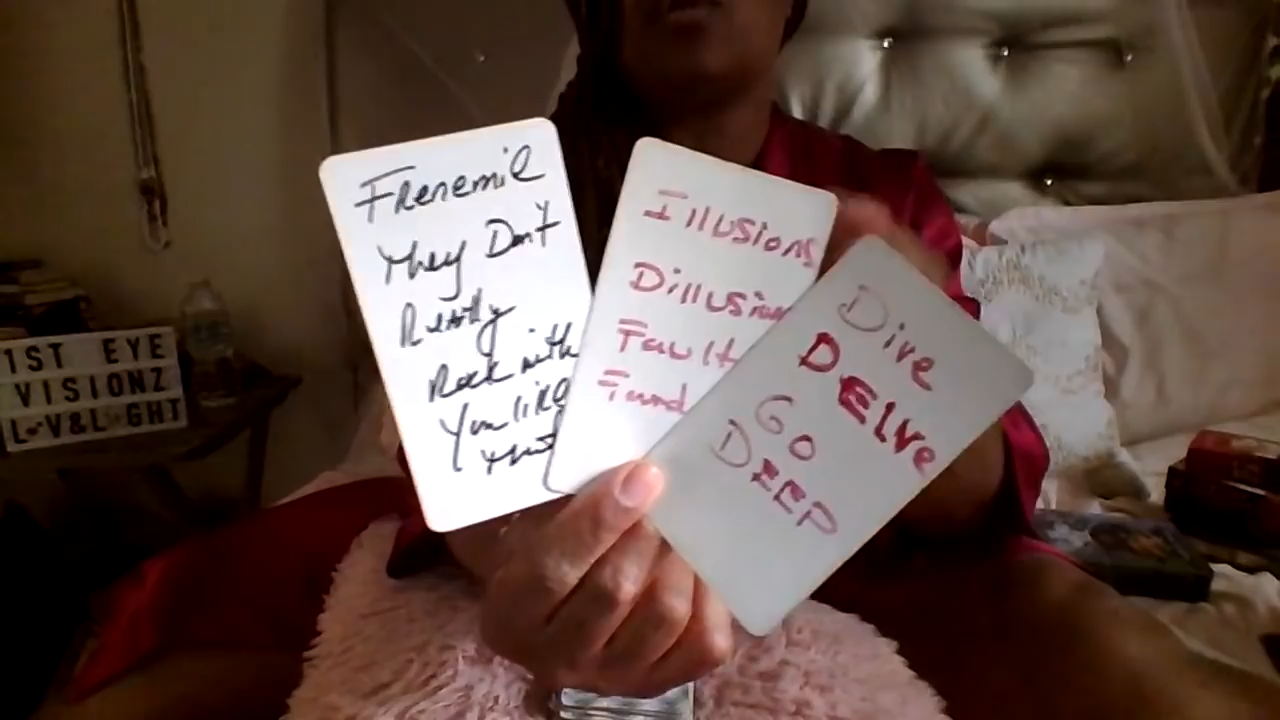 1ST EYE
VISIONZ
L♥V&L GHT
Frenemie
They Don't
Really
Rock with
You like
that
Illusions
Dillusion
Fault
Found
Dive
DELVE
GO
DEEP